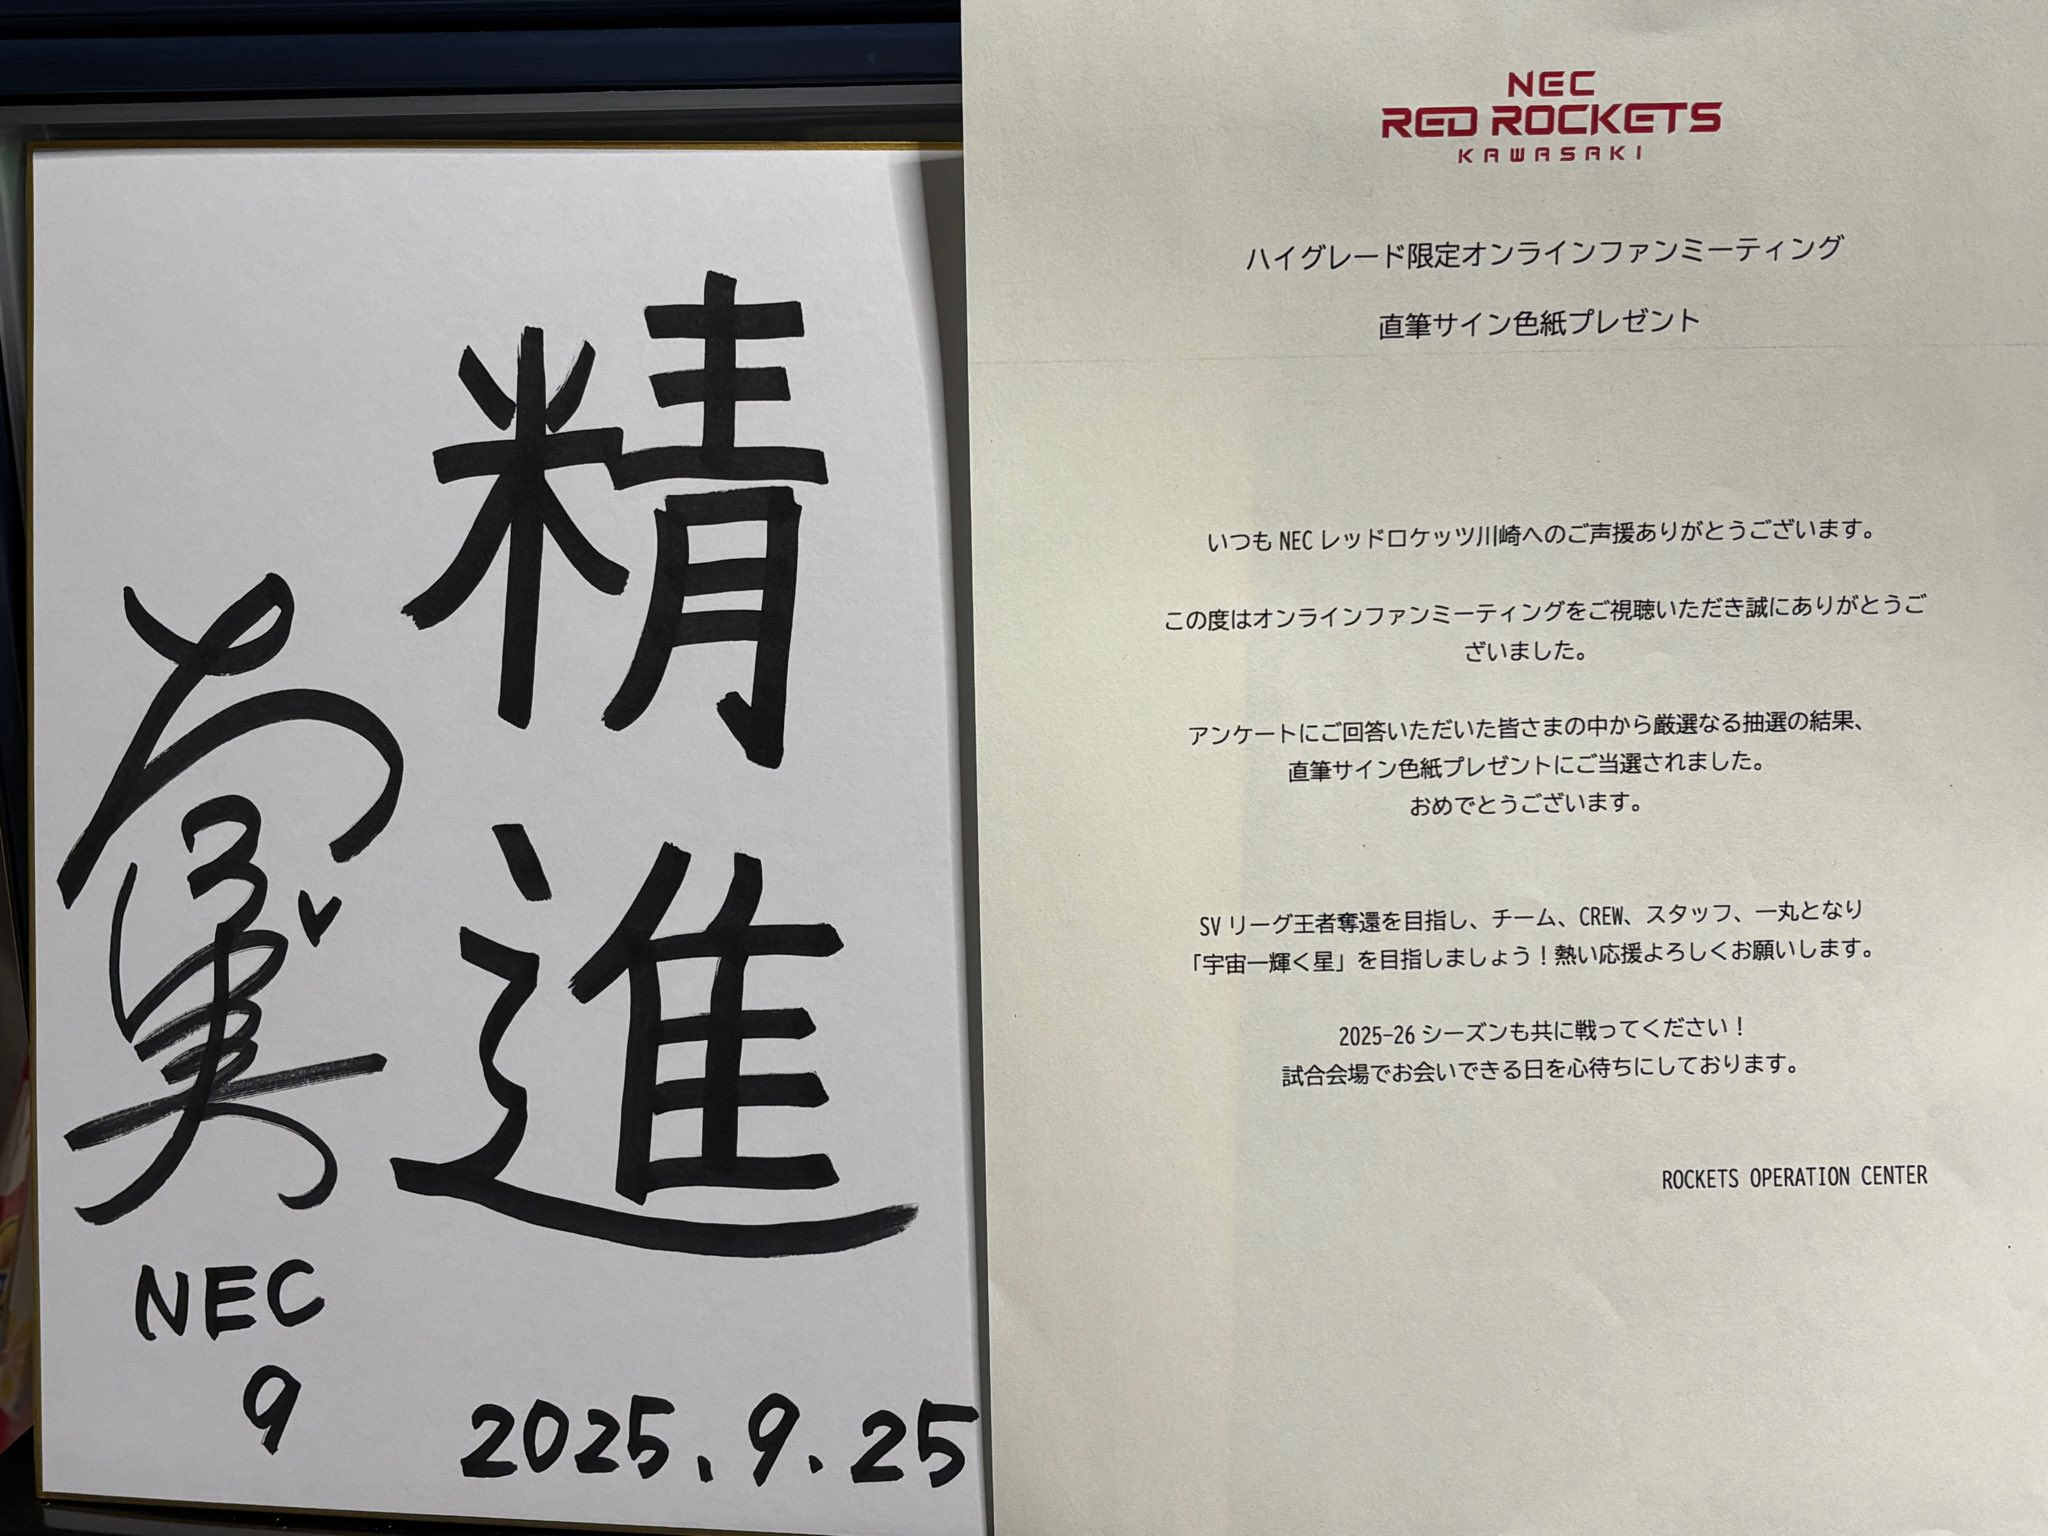 精進
NEC
9
2025.9.25
NEC
RED ROCKETS
KAWASAKI
ハイグレード限定オンラインファンミーティング
直筆サイン色紙プレゼント
いつも NEC レッドロケッツ川崎へのご声援ありがとうございます。
この度はオンラインファンミーティングをご視聴いただき誠にありがとうご
ざいました。
アンケートにご回答いただいた皆さまの中から厳選なる抽選の結果、
直筆サイン色紙プレゼントにご当選されました。
おめでとうございます。
SV リーグ王者奪還を目指し、チーム、CREW、スタッフ、一丸となり
「宇宙一輝く星」を目指しましょう！熱い応援よろしくお願いします。
2025-26 シーズンも共に戦ってください！
試合会場でお会いできる日を心待ちにしております。
ROCKETS OPERATION CENTER